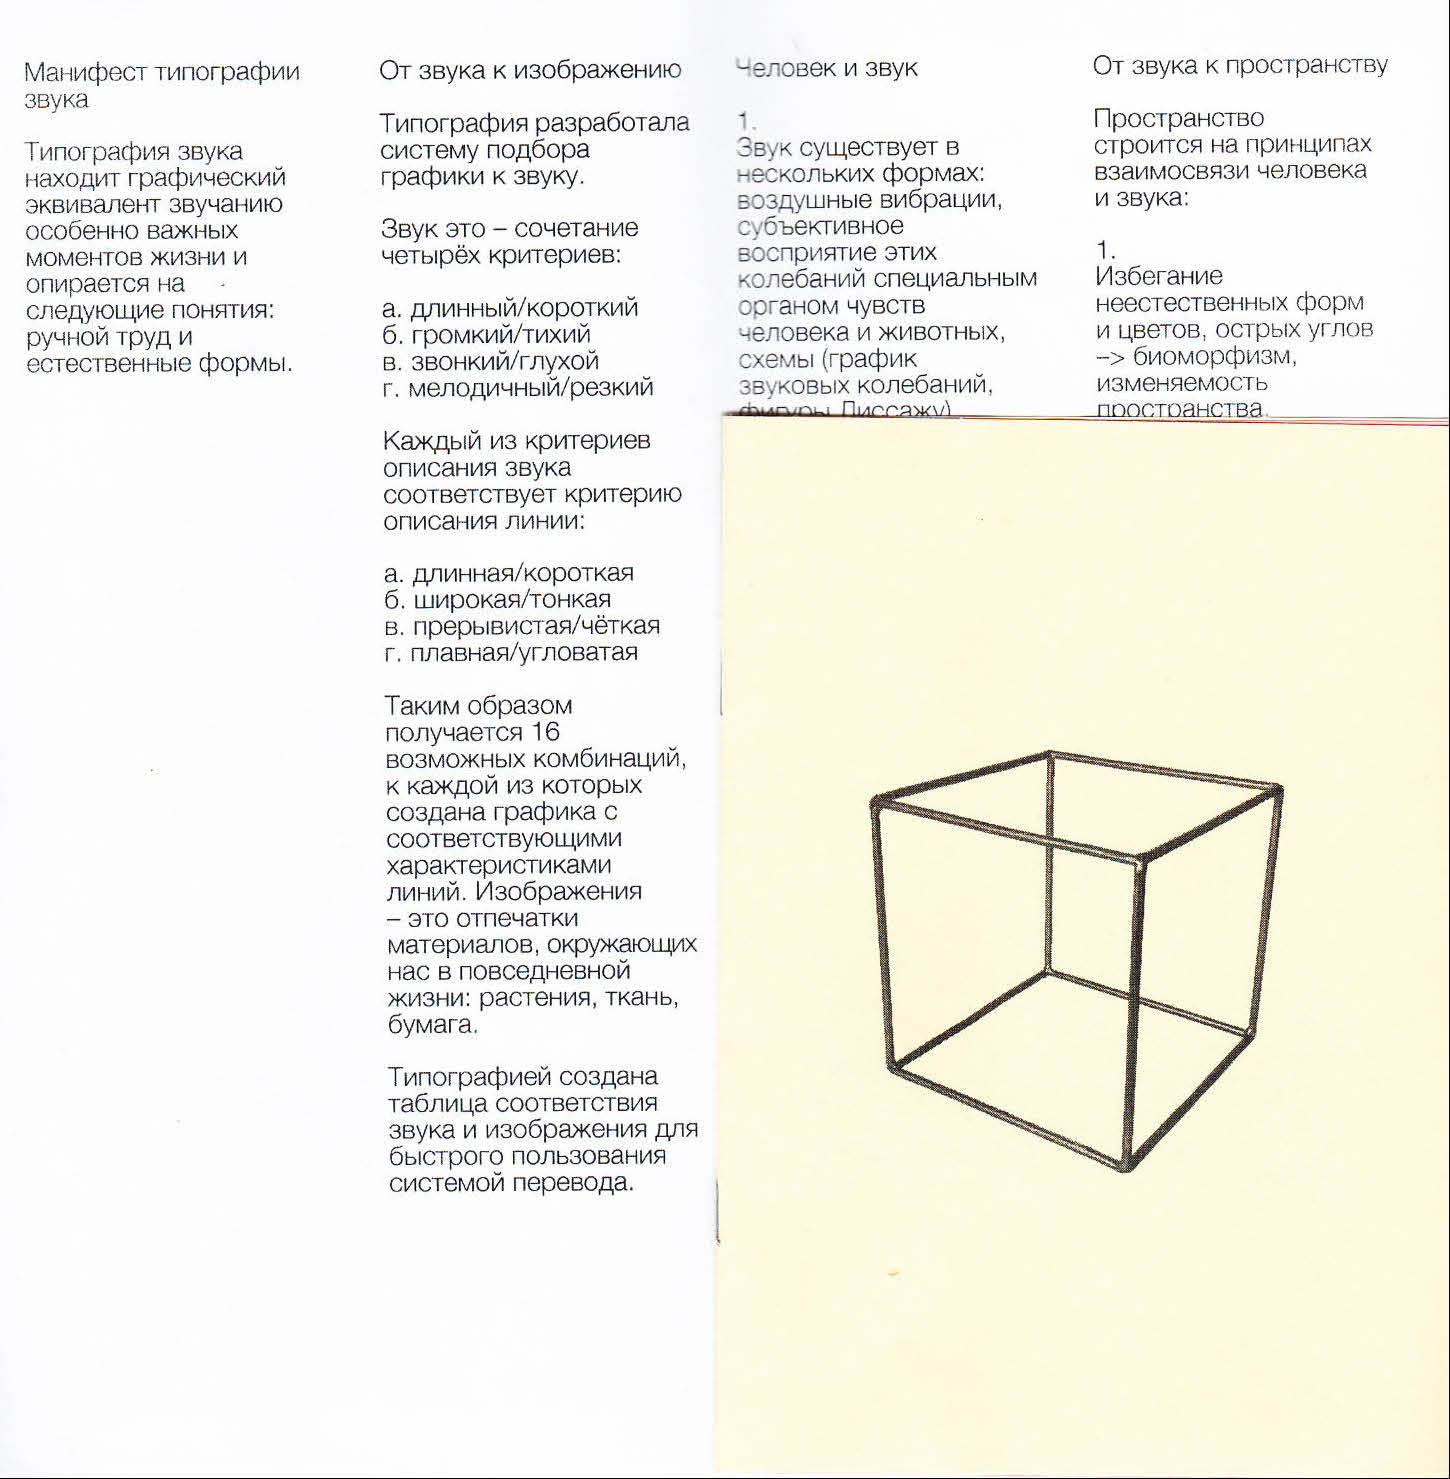 Манифест типографии
звука
Типография звука
находит графический
эквивалент звучанию
особенно важных
моментов жизни и
опирается на
следующие понятия:
ручной труд и
естественные формы.
От звука к изображению
Типография разработала
систему подбора
графики к звуку.
Звук это – сочетание
четырёх критериев:
а. длинный/короткий
б. громкий/тихий
в. звонкий/глухой
г. мелодичный/резкий
Каждый из критериев
описания звука
соответствует критерию
описания линии:
а. длинная/короткая
б. широкая/тонкая
в. прерывистая/чёткая
г. плавная/угловатая
Таким образом
получается 16
возможных комбинаций,
к каждой из которых
создана графика с
соответствующими
характеристиками
линий. Изображения
– это отпечатки
материалов, окружающих
нас в повседневной
жизни: растения, ткань,
бумага.
Типографией создана
таблица соответствия
звука и изображения для
быстрого пользования
системой перевода.
Человек и звук
1.
Звук существует в
нескольких формах:
воздушные вибрации,
субъективное
восприятие этих
колебаний специальным
органом чувств
человека и животных,
схемы (график
звуковых колебаний,
фигуры Лиссажу)
От звука к пространству
Пространство
строится на принципах
взаимосвязи человека
и звука:
1.
Избегание
неестественных форм
и цветов, острых углов
–> биоморфизм,
изменяемость
пространства.